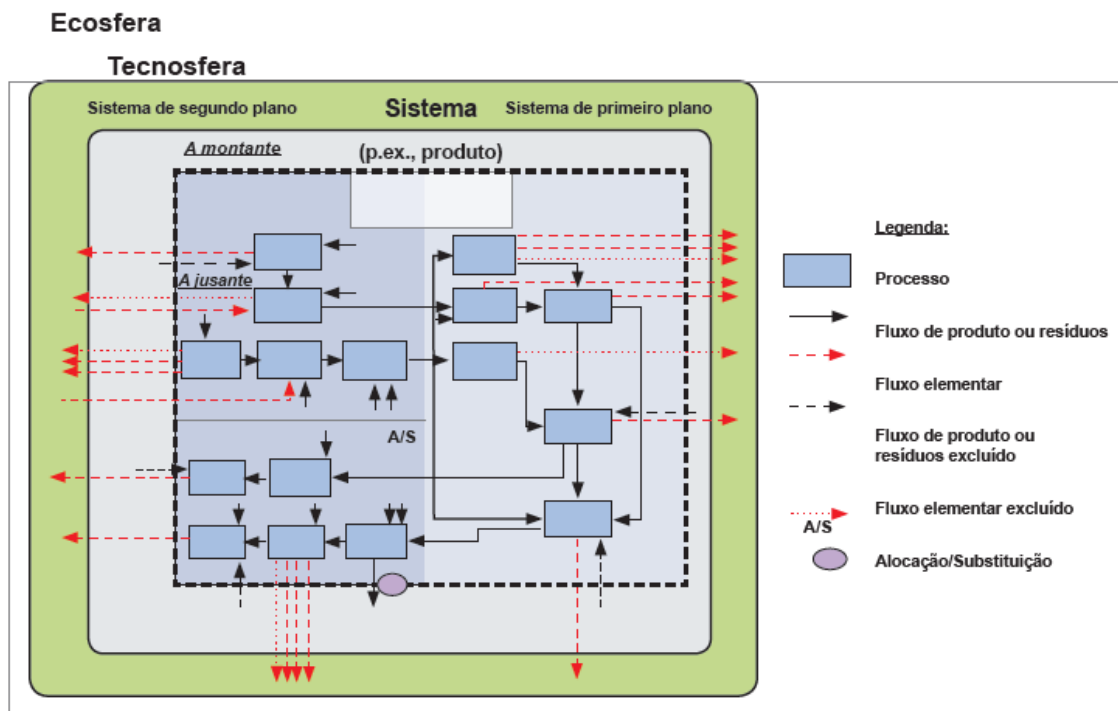 Ecosfera
Tecnosfera
Sistema de segundo plano
Sistema
Sistema de primeiro plano
A montante
(p.ex., produto)
A jusante
A/S
Legenda:
Processo
Fluxo de produto ou resíduos
Fluxo elementar
Fluxo de produto ou
resíduos excluído
Fluxo elementar excluído
A/S
Alocação/Substituição